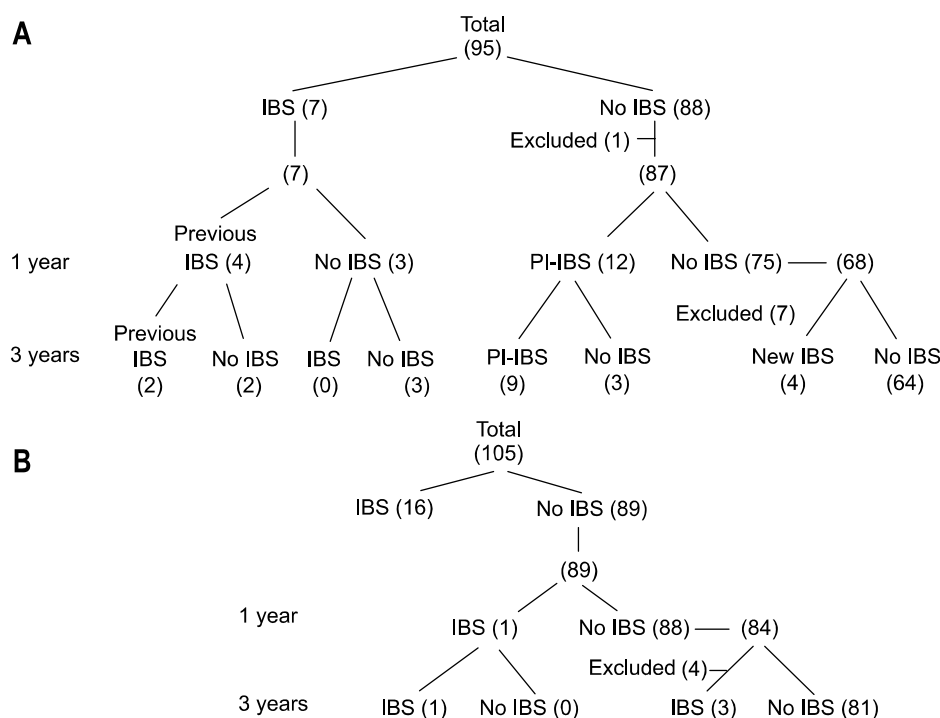 A
Total
(95)
IBS (7)
No IBS (88)
Excluded (1)
(7)
(87)
1 year
Previous
IBS (4)
No IBS (3)
PI-IBS (12)
No IBS (75)
(68)
Excluded (7)
3 years
Previous
IBS
(2)
No IBS
(2)
IBS
(0)
No IBS
(3)
PI-IBS
(9)
No IBS
(3)
New IBS
(4)
No IBS
(64)
B
Total
(105)
IBS (16)
No IBS (89)
(89)
1 year
IBS (1)
No IBS (88)
(84)
Excluded (4)
3 years
IBS (1)
No IBS (0)
IBS (3)
No IBS (81)